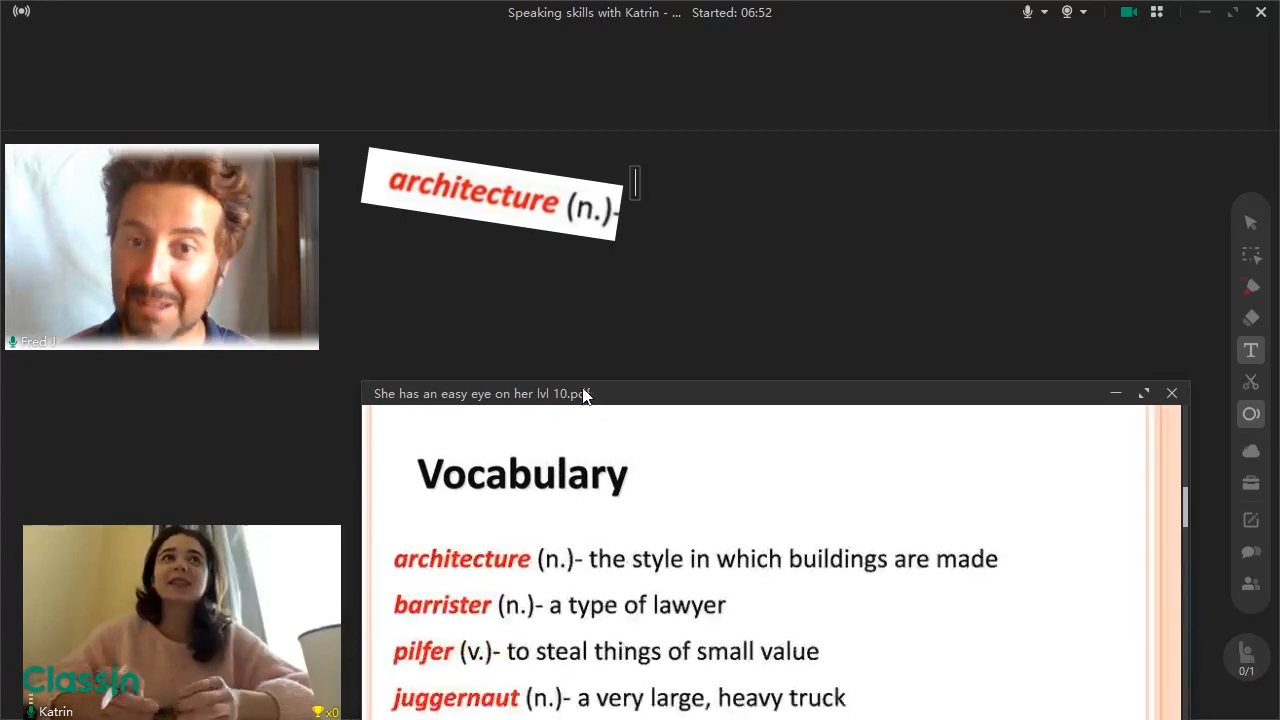 Speaking skills with Katrin - ... Started: 06:52
architecture (n.)-
Fred J
She has an easy eye on her lvl 10.pdf
Vocabulary
architecture (n.)- the style in which buildings are made
barrister (n.)- a type of lawyer
pilfer (v.)- to steal things of small value
juggernaut (n.)- a very large, heavy truck
T
ClassIn
Katrin
x0
0/1